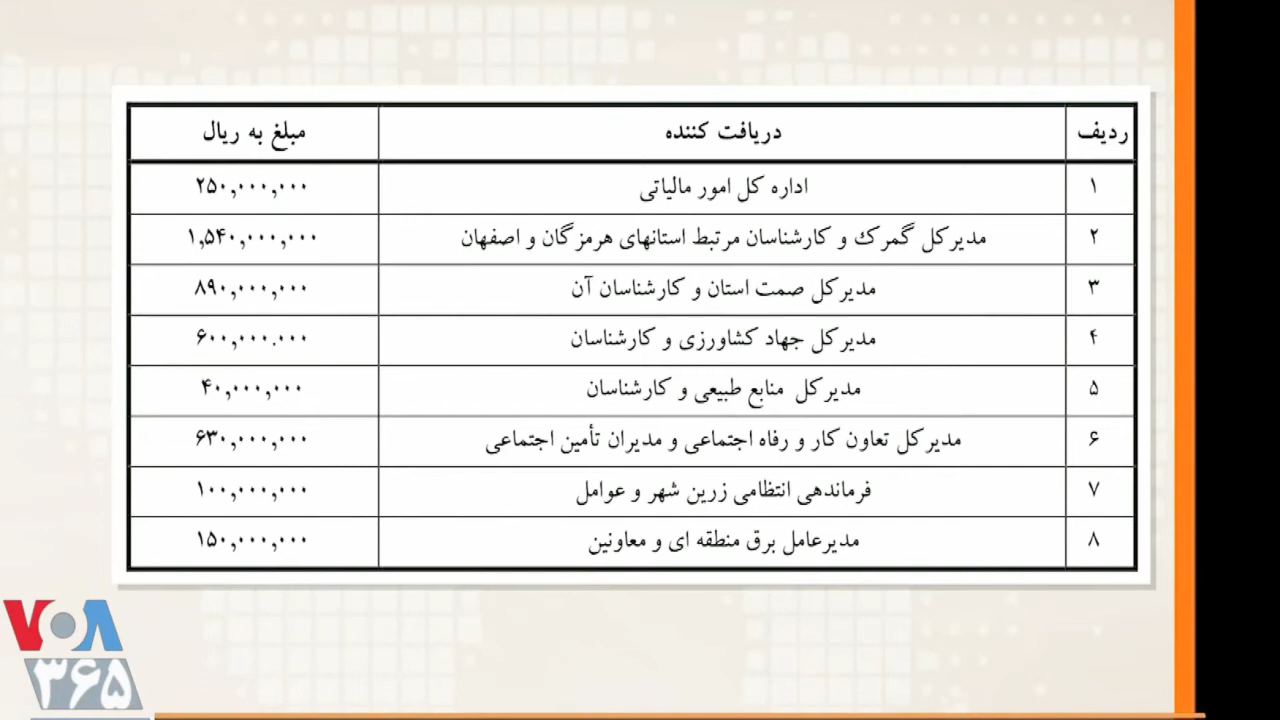 ردیف دریافت کننده مبلغ به ریال
۱ اداره کل امور مالیاتی ۲۵۰,۰۰۰,۰۰۰
۲ مدیرکل گمرک و کارشناسان مرتبط استانهای هرمزگان و اصفهان ۱,۵۴۰,۰۰۰,۰۰۰
۳ مدیرکل صمت استان و کارشناسان آن ۸۹۰,۰۰۰,۰۰۰
۴ مدیرکل جهاد کشاورزی و کارشناسان ۶۰۰,۰۰۰.۰۰۰
۵ مدیرکل منابع طبیعی و کارشناسان ۴۰,۰۰۰,۰۰۰
۶ مدیرکل تعاون کار و رفاه اجتماعی و مدیران تأمین اجتماعی ۶۳۰,۰۰۰,۰۰۰
۷ فرماندهی انتظامی زرین شهر و عوامل ۱۰۰,۰۰۰,۰۰۰
۸ مدیرعامل برق منطقه ای و معاونین ۱۵۰,۰۰۰,۰۰۰
VOA
۳۶۵